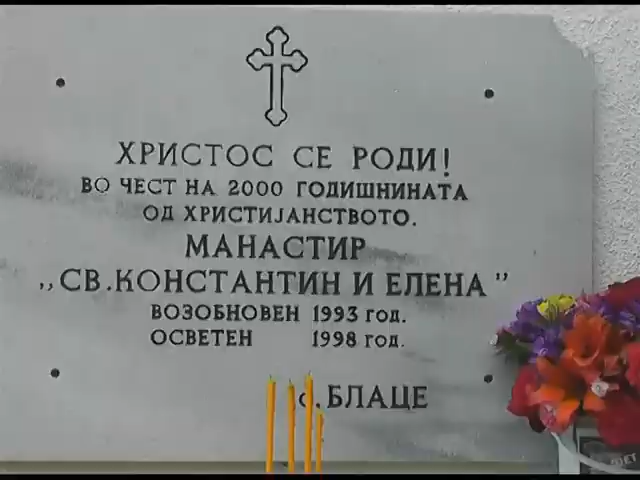 ХРИСТОС СЕ РОДИ!
ВО ЧЕСТ НА 2000 ГОДИШНИНАТА
ОД ХРИСТИЈАНСТВОТО.
МАНАСТИР
„СВ.КОНСТАНТИН И ЕЛЕНА”
ВОЗОБНОВЕН 1993 ГОД.
ОСВЕТЕН 1998 ГОД.
с. БЛАЦЕ